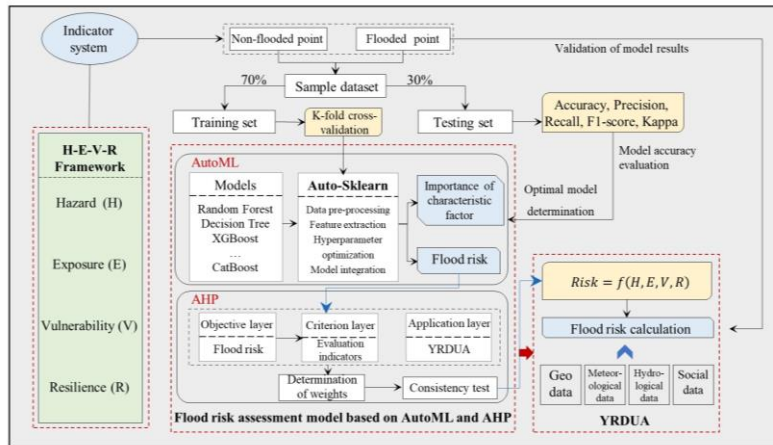 Indicator
system
Non-flooded point
Flooded point
Validation of model results
70%
Sample dataset
30%
Training set
K-fold cross-
validation
Testing set
Accuracy, Precision,
Recall, F1-score, Kappa
Model accuracy
evaluation
Optimal model
determination
H-E-V-R
Framework
Hazard (H)
Exposure (E)
Vulnerability (V)
Resilience (R)
AutoML
Models
Random Forest
Decision Tree
XGBoost
...
CatBoost
Auto-Sklearn
Data pre-processing
Feature extraction
Hyperparameter
optimization
Model integration
Importance of
characteristic
factor
Flood risk
AHP
Objective layer
Flood risk
Criterion layer
Evaluation
indicators
Application layer
YRDUA
Determination
of weights
Consistency test
Flood risk assessment model based on AutoML and AHP
Risk = f(H, E, V, R)
Flood risk calculation
Geo
data
Meteor-
ological
data
Hydro-
logical
data
Social
data
YRDUA